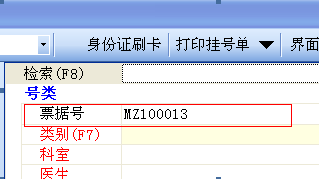 身份证刷卡 打印挂号单 界面
检索(F8)
号类
票据号 MZ100013
类别(F7)
科室
医生